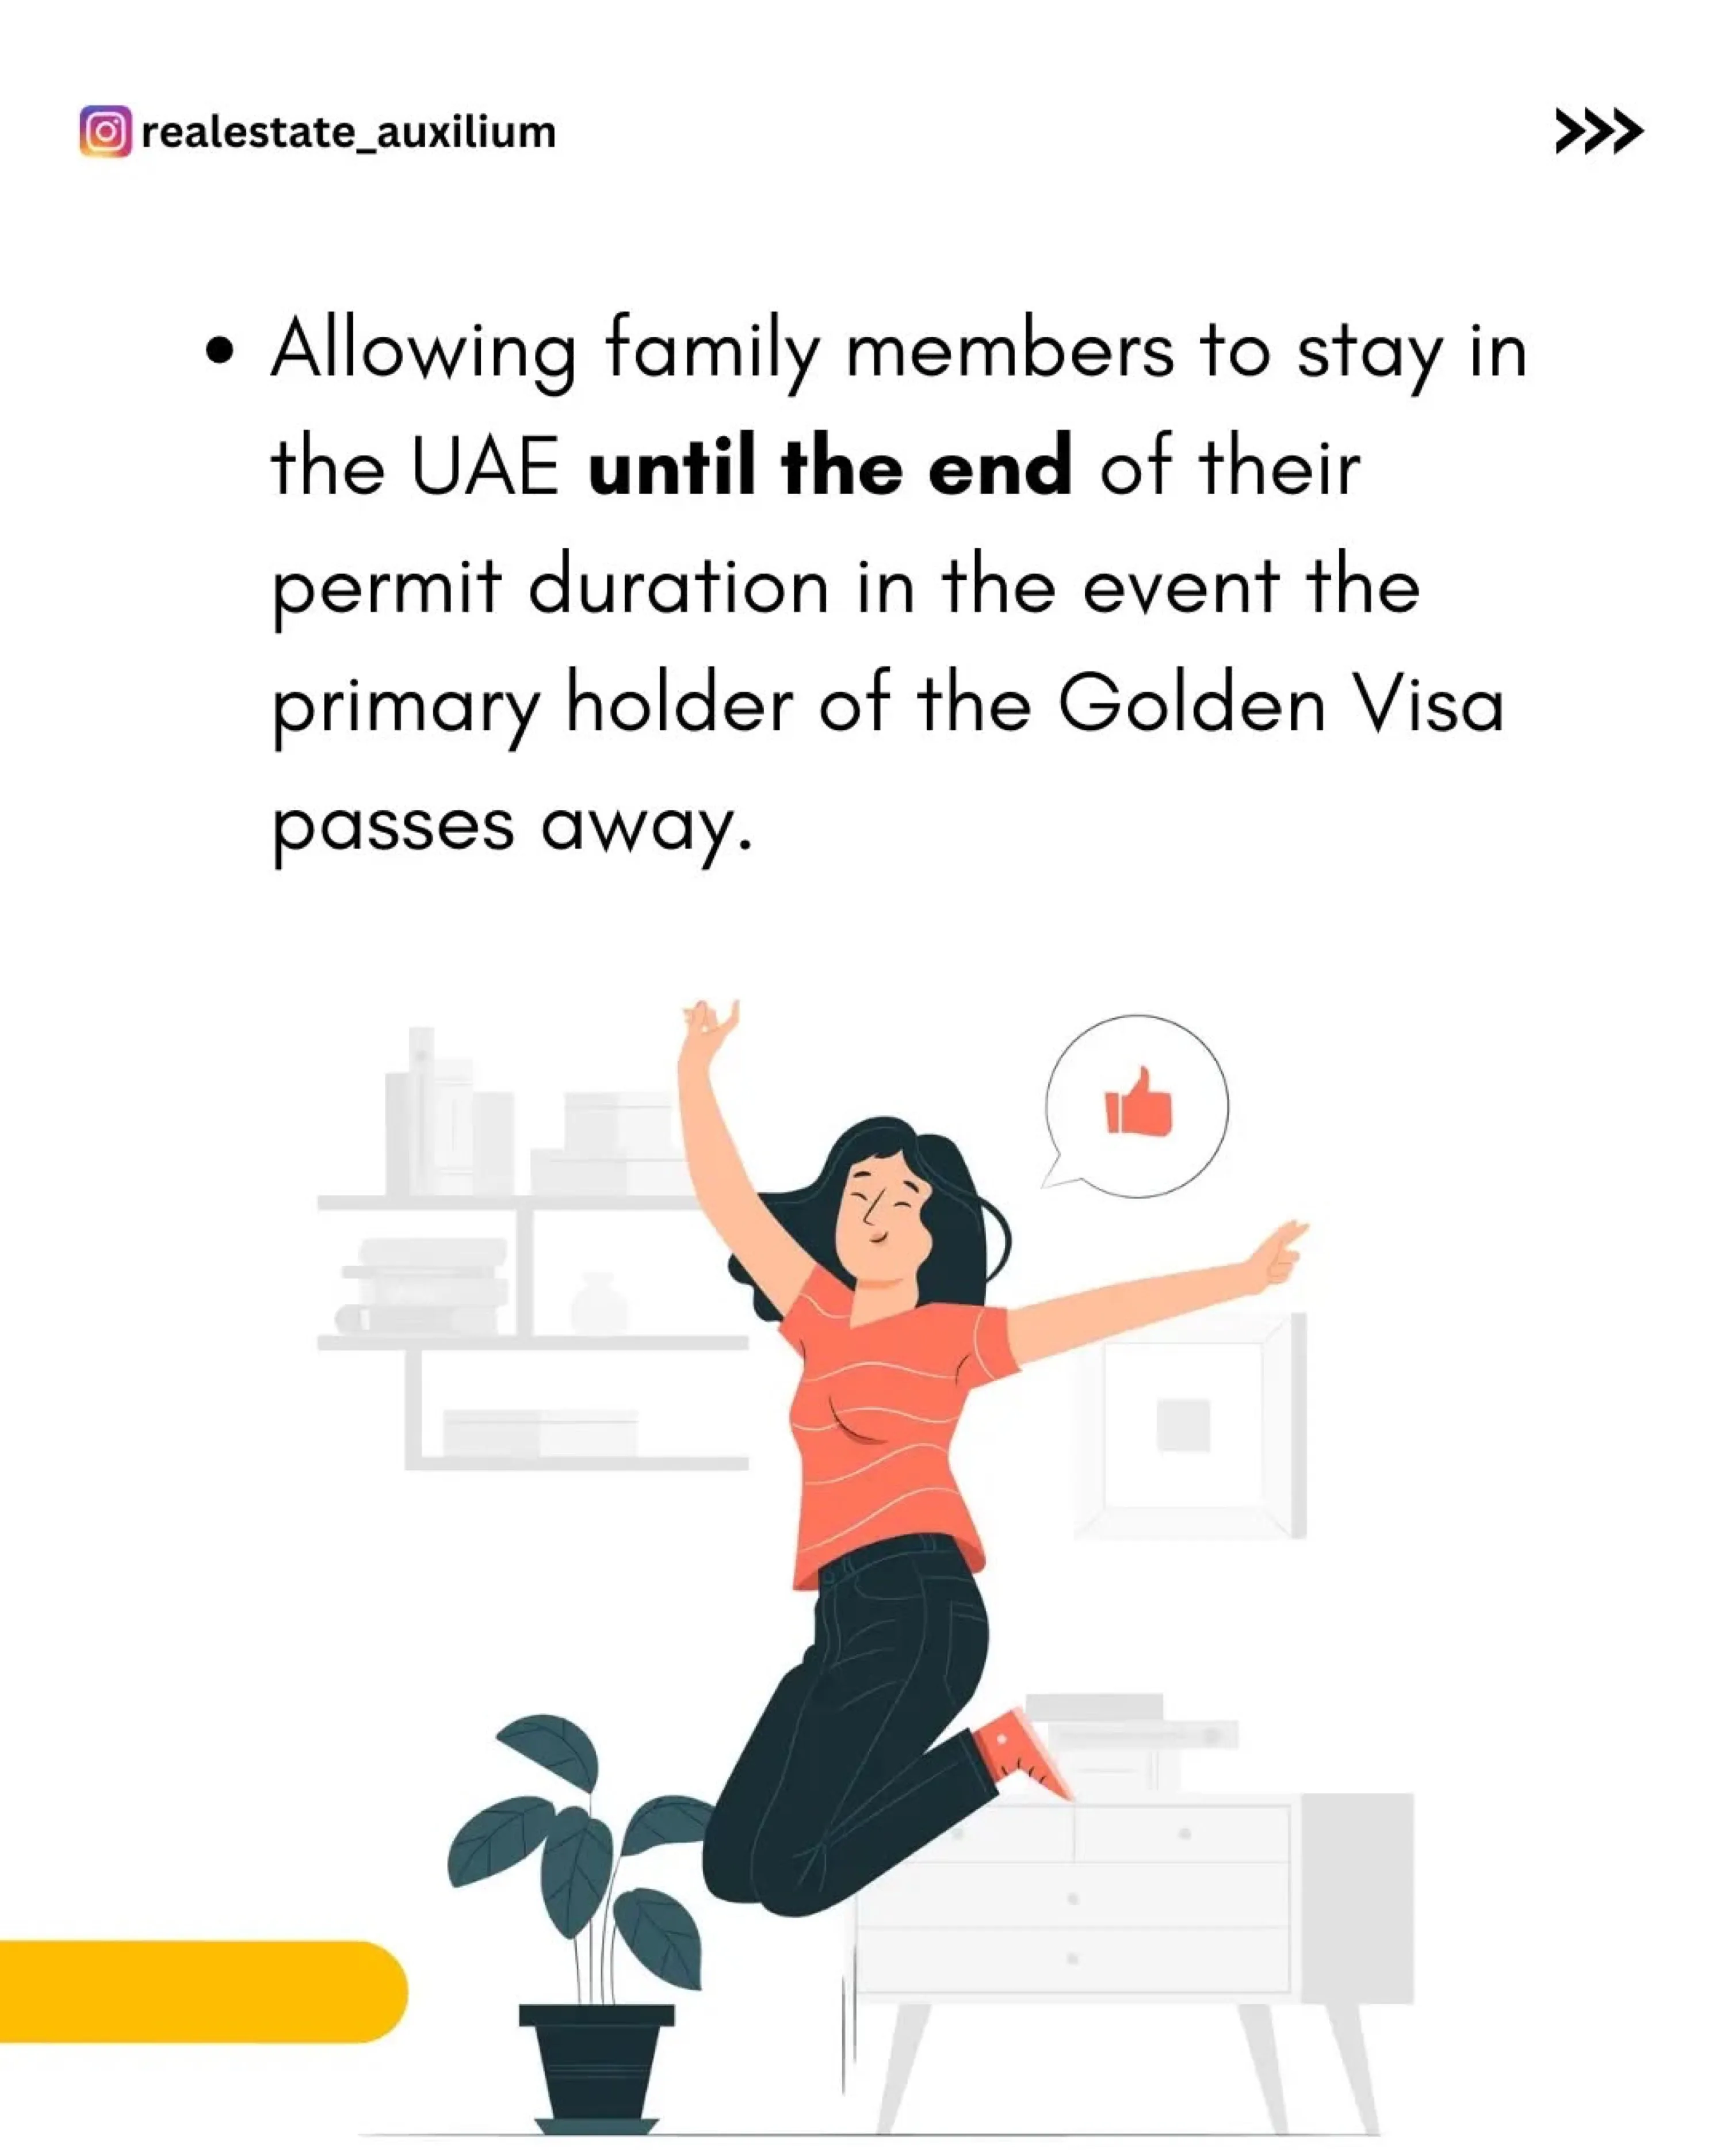 realestate_auxilium
• Allowing family members to stay in
the UAE until the end of their
permit duration in the event the
primary holder of the Golden Visa
passes away.